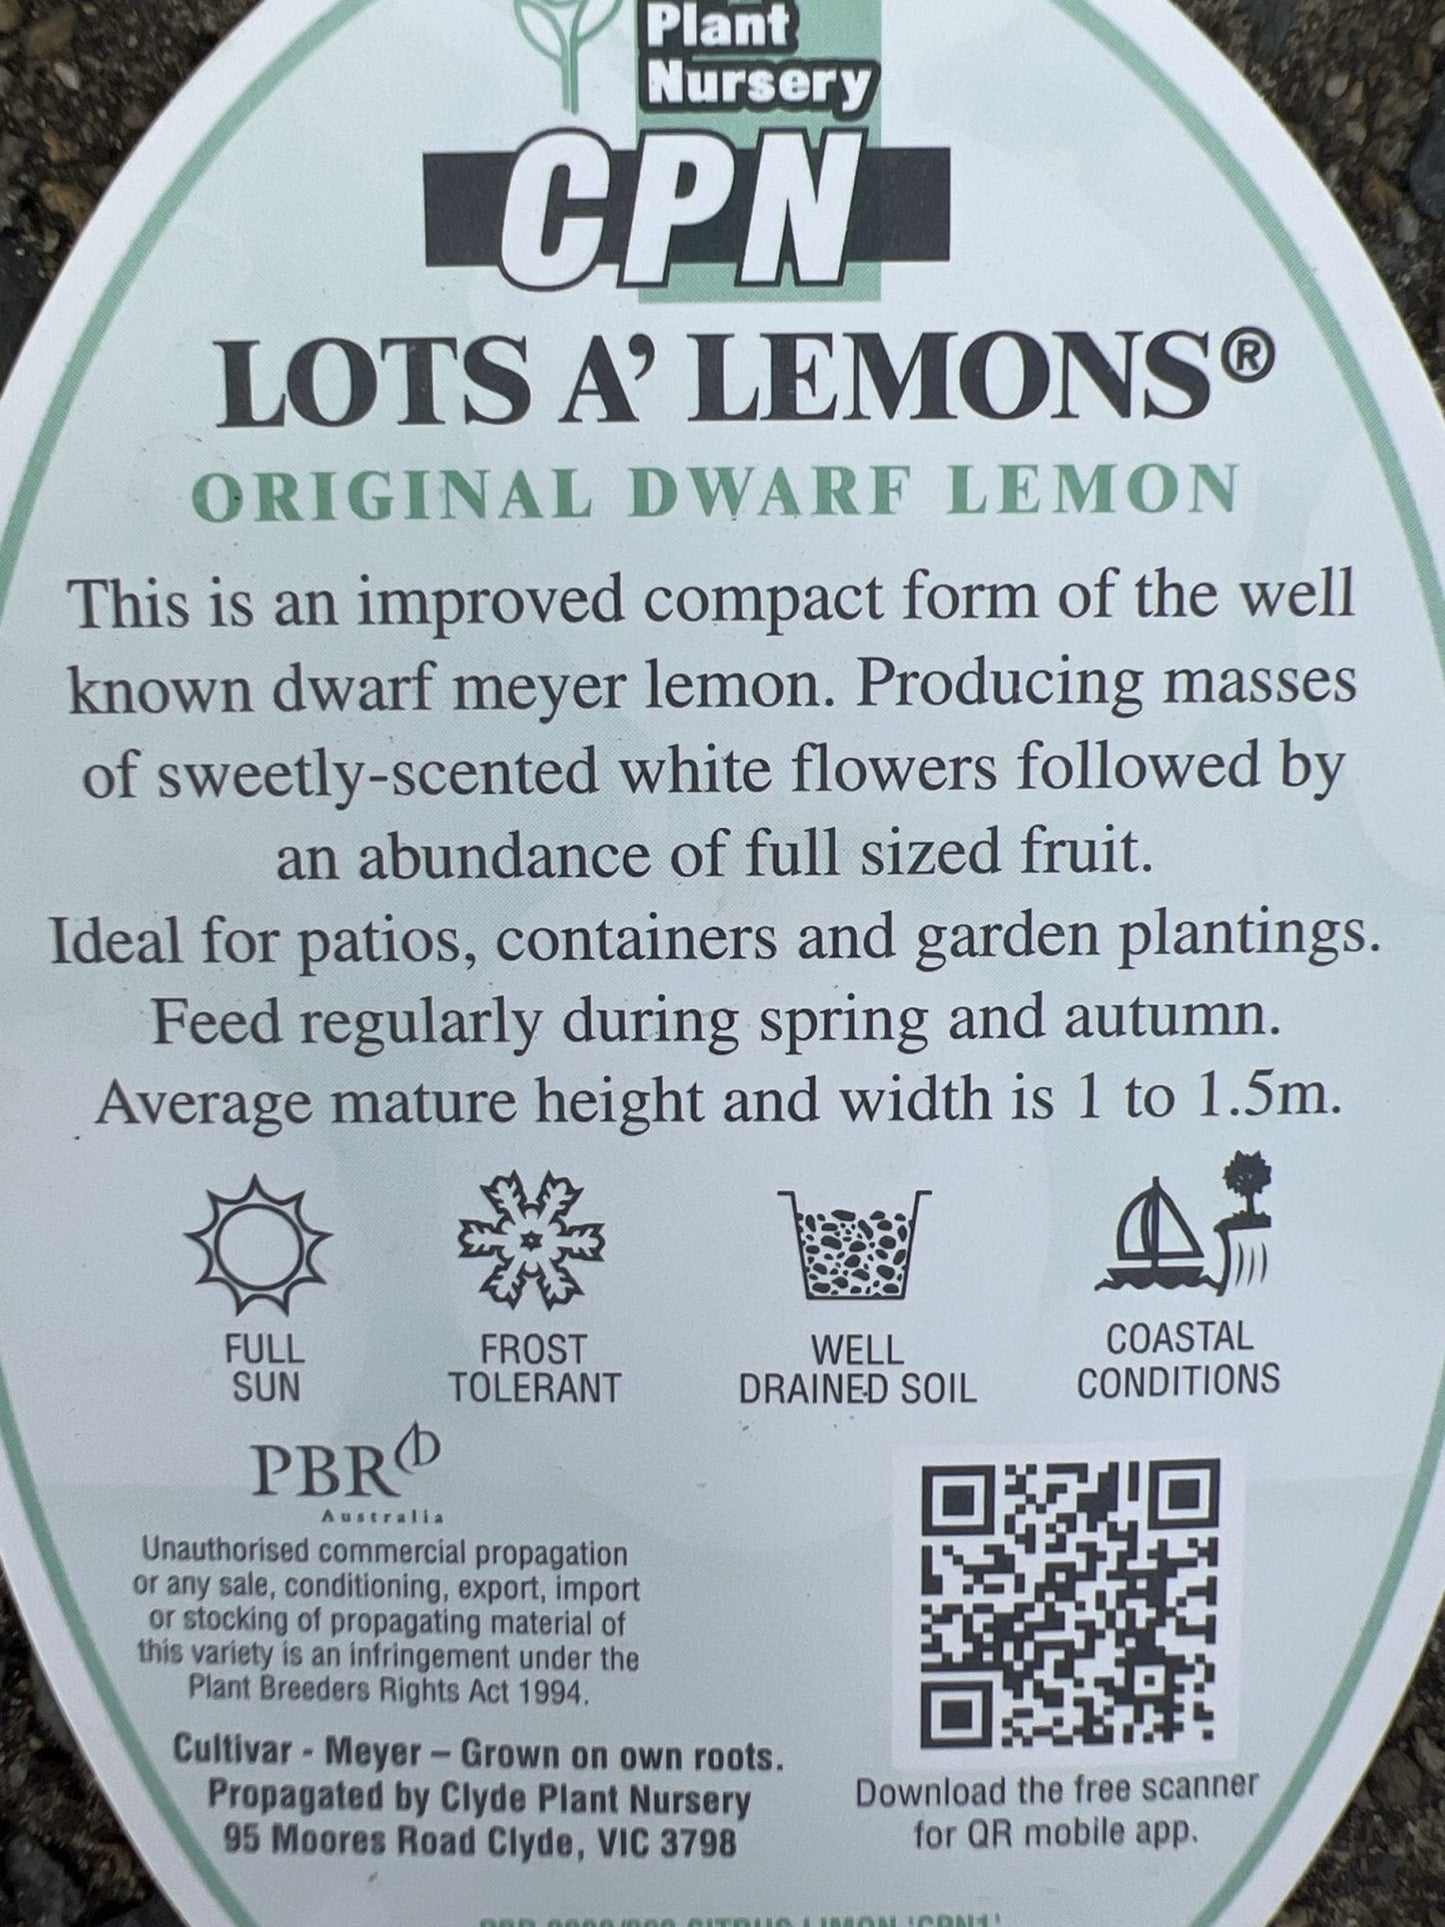 Plant
Nursery
CPN
LOTS A’ LEMONS®
ORIGINAL DWARF LEMON
This is an improved compact form of the well
known dwarf meyer lemon. Producing masses
of sweetly-scented white flowers followed by
an abundance of full sized fruit.
Ideal for patios, containers and garden plantings.
Feed regularly during spring and autumn.
Average mature height and width is 1 to 1.5m.
FULL
SUN
FROST
TOLERANT
WELL
DRAINED SOIL
COASTAL
CONDITIONS
PBR
Australia
Unauthorised commercial propagation
or any sale, conditioning, export, import
or stocking of propagating material of
this variety is an infringement under the
Plant Breeders Rights Act 1994.
Cultivar - Meyer – Grown on own roots.
Propagated by Clyde Plant Nursery
95 Moores Road Clyde, VIC 3798
Download the free scanner
for QR mobile app.
CITRUS LIMON 'CPN1'